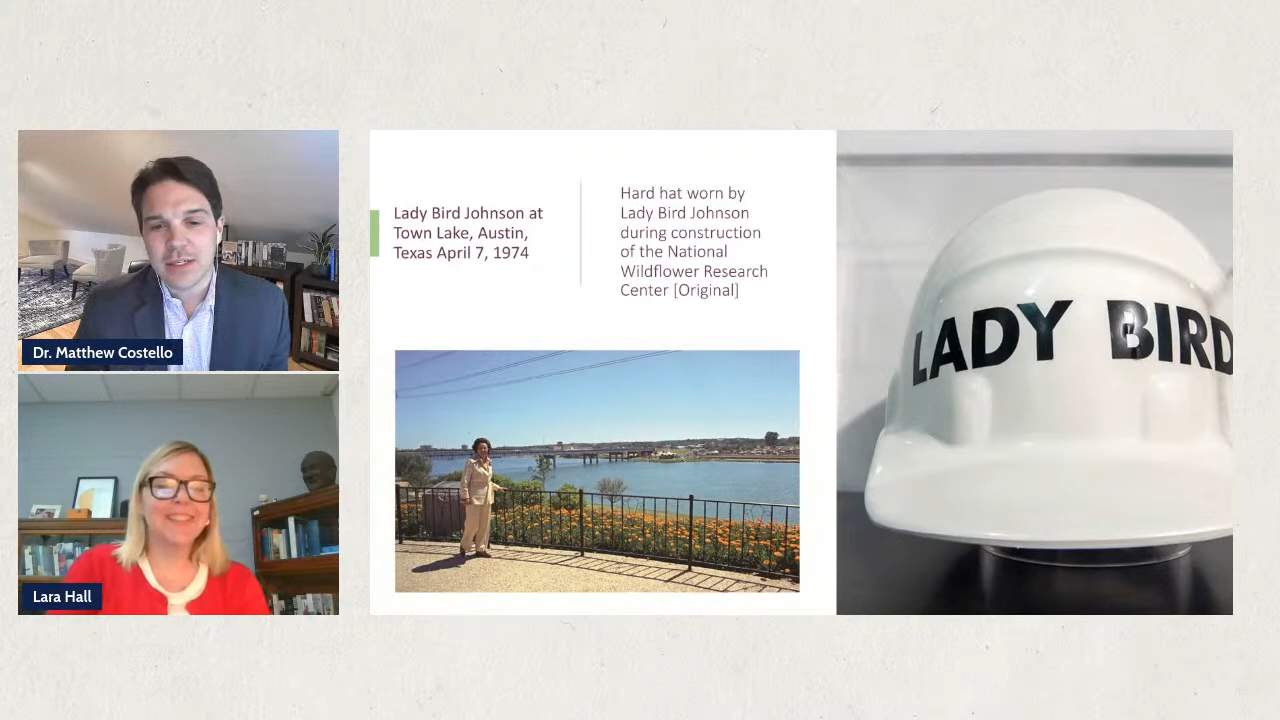 Dr. Matthew Costello
Lara Hall
Lady Bird Johnson at
Town Lake, Austin,
Texas April 7, 1974
Hard hat worn by
Lady Bird Johnson
during construction
of the National
Wildflower Research
Center [Original]
LADY BIRD